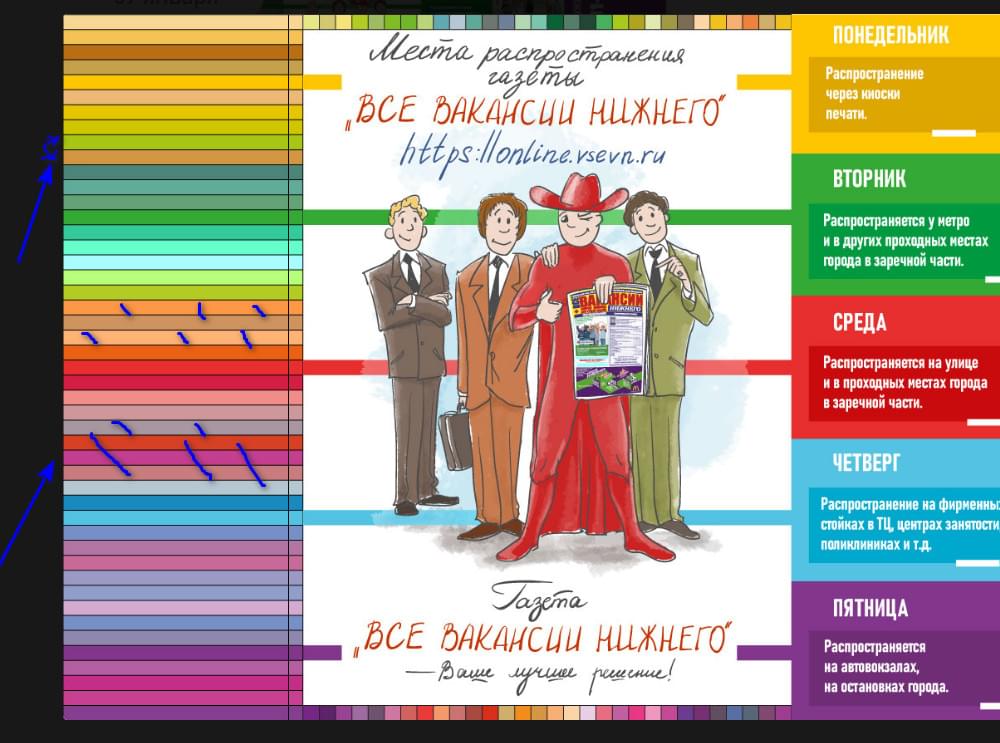 Места распространения
газеты
„ВСЕ ВАКАНСИИ НИЖНЕГО“
https://online.vsevn.ru
ВАКАНСИИ
НИЖНЕГО
Газета
„ВСЕ ВАКАНСИИ НИЖНЕГО“
—Ваше лучшее решение!
ПОНЕДЕЛЬНИК
Распространение
через киоски
печати.
ВТОРНИК
Распространяется у метро
и в других проходных местах
города в заречной части.
СРЕДА
Распространяется на улице
и в проходных местах города
в заречной части.
ЧЕТВЕРГ
Распространение на фирменных
стойках в ТЦ, центрах занятости,
поликлиниках и т.д.
ПЯТНИЦА
Распространяется
на автовокзалах,
на остановках города.